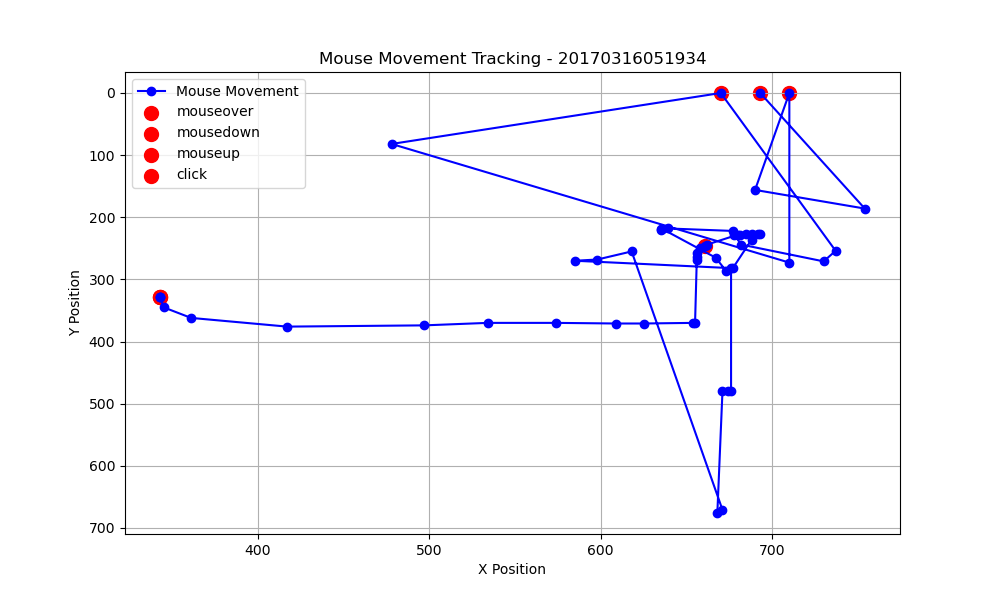 Mouse Movement Tracking - 20170316051934
Mouse Movement
mouseover
mousedown
mouseup
click
0
100
200
300
400
500
600
700
Y Position
400 500 600 700
X Position